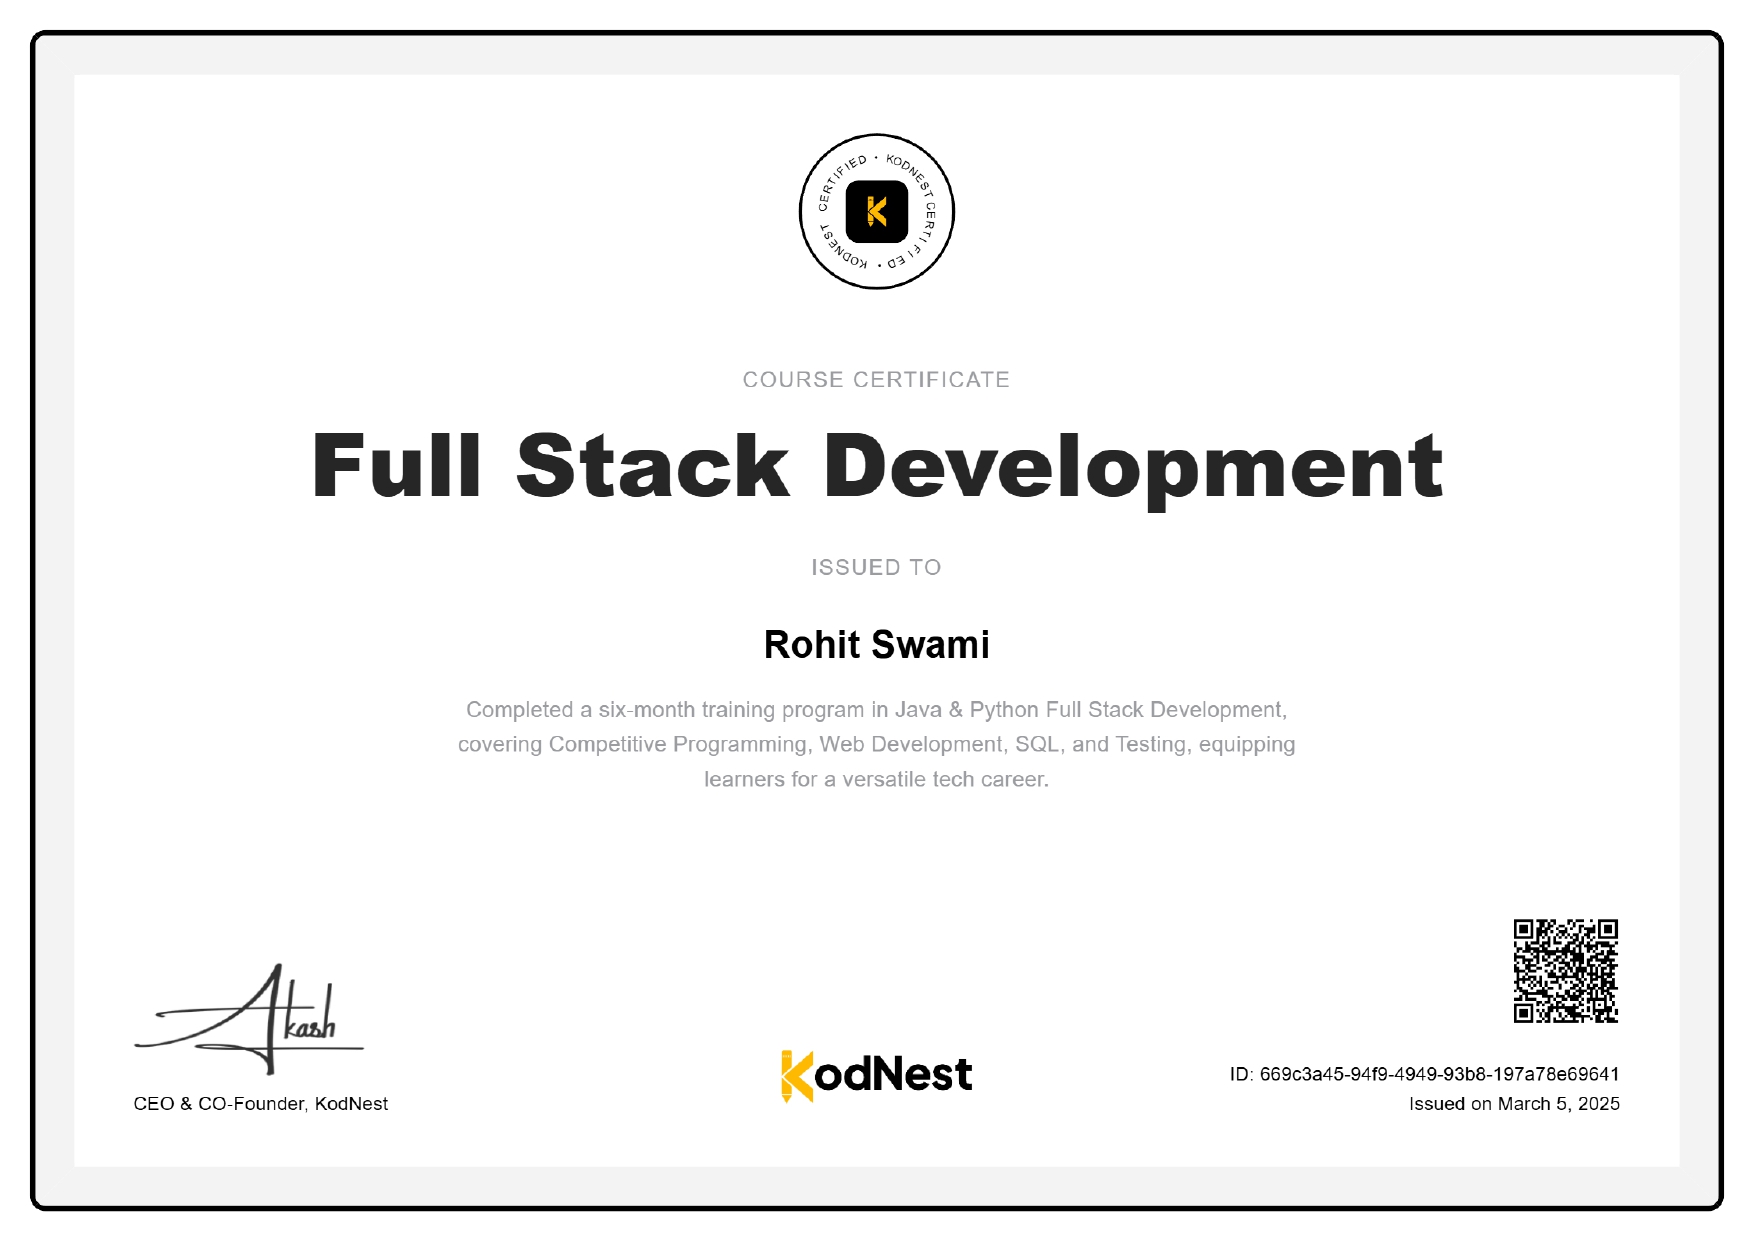 KODNEST CERTIFIED • KODNEST CERTIFIED •
K
COURSE CERTIFICATE
Full Stack Development
ISSUED TO
Rohit Swami
Completed a six-month training program in Java & Python Full Stack Development,
covering Competitive Programming, Web Development, SQL, and Testing, equipping
learners for a versatile tech career.
Akash
CEO & CO-Founder, KodNest
KodNest
ID: 669c3a45-94f9-4949-93b8-197a78e69641
Issued on March 5, 2025